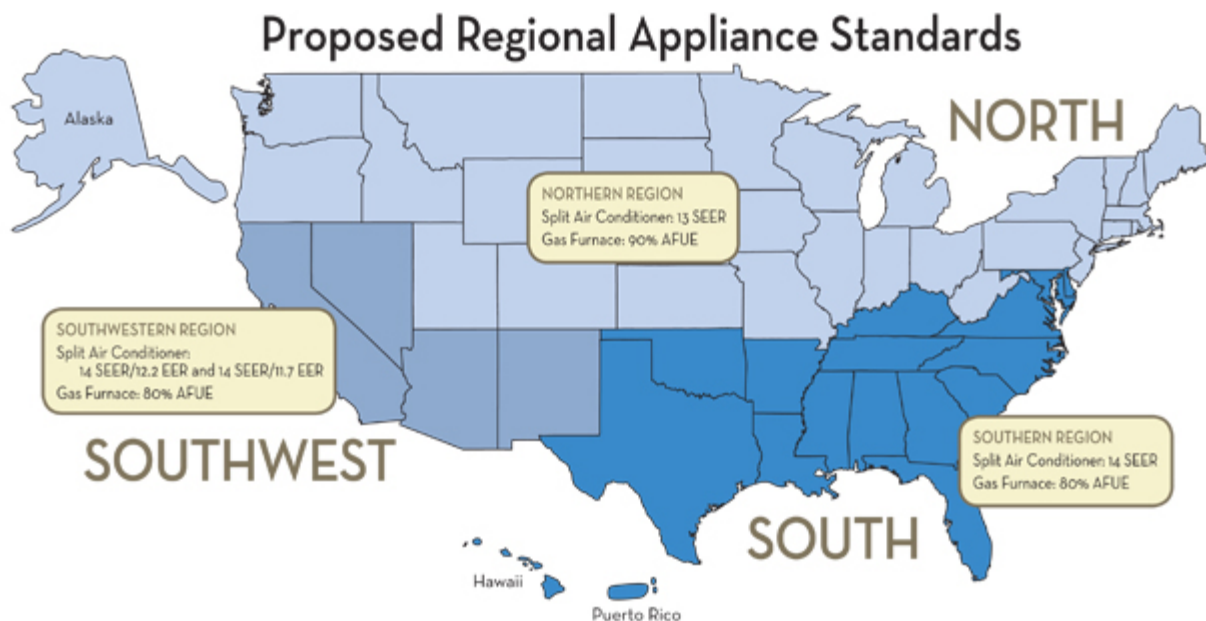 Proposed Regional Appliance Standards
Alaska
NORTH
NORTHERN REGION
Split Air Conditioner: 13 SEER
Gas Furnace: 90% AFUE
SOUTHWESTERN REGION
Split Air Conditioner:
14 SEER/12.2 EER and 14 SEER/11.7 EER
Gas Furnace: 80% AFUE
SOUTHWEST
SOUTHERN REGION
Split Air Conditioner: 14 SEER
Gas Furnace: 80% AFUE
SOUTH
Hawaii
Puerto Rico